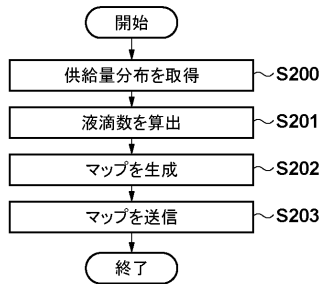 開始
供給量分布を取得 S200
液滴数を算出 S201
マップを生成 S202
マップを送信 S203
終了